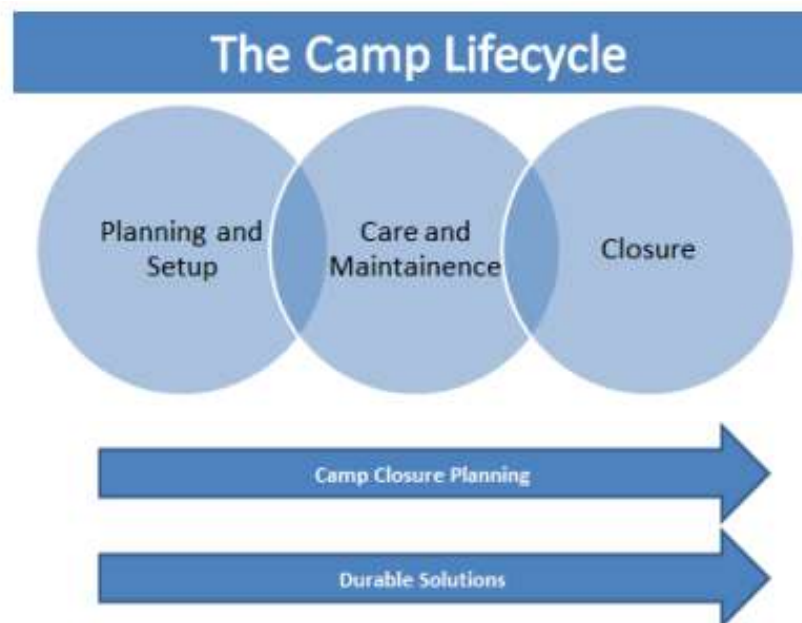 The Camp Lifecycle
Planning and
Setup
Care and
Maintainence
Closure
Camp Closure Planning
Durable Solutions